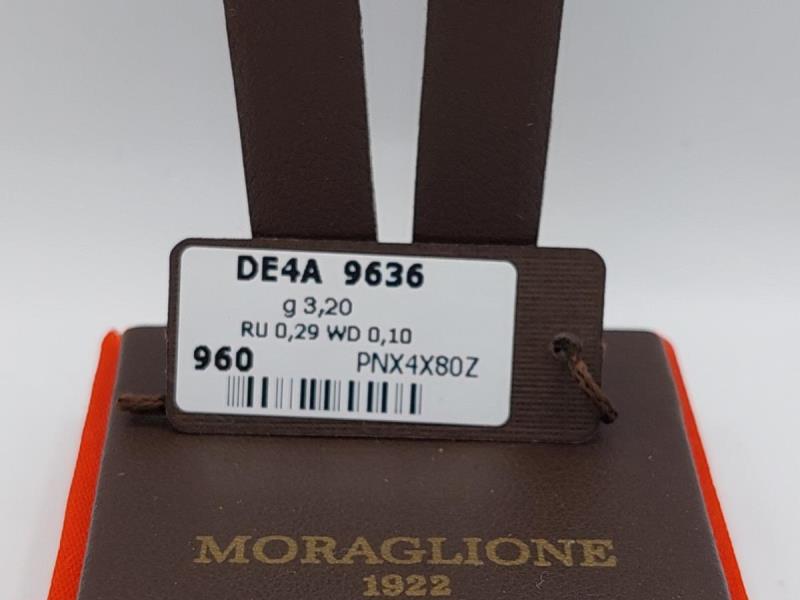 DE4A 9636
g 3,20
RU 0,29 WD 0,10
960 PNX4X80Z
MORAGLIONE
1922